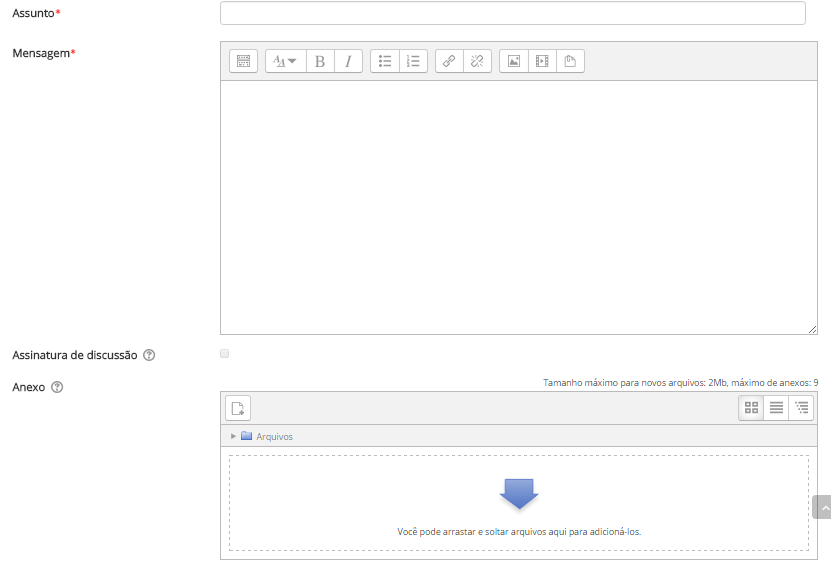 Assunto*
Mensagem*
B I
Assinatura de discussão
Anexo
Tamanho máximo para novos arquivos: 2Mb, máximo de anexos: 9
Arquivos
Você pode arrastar e soltar arquivos aqui para adicioná-los.